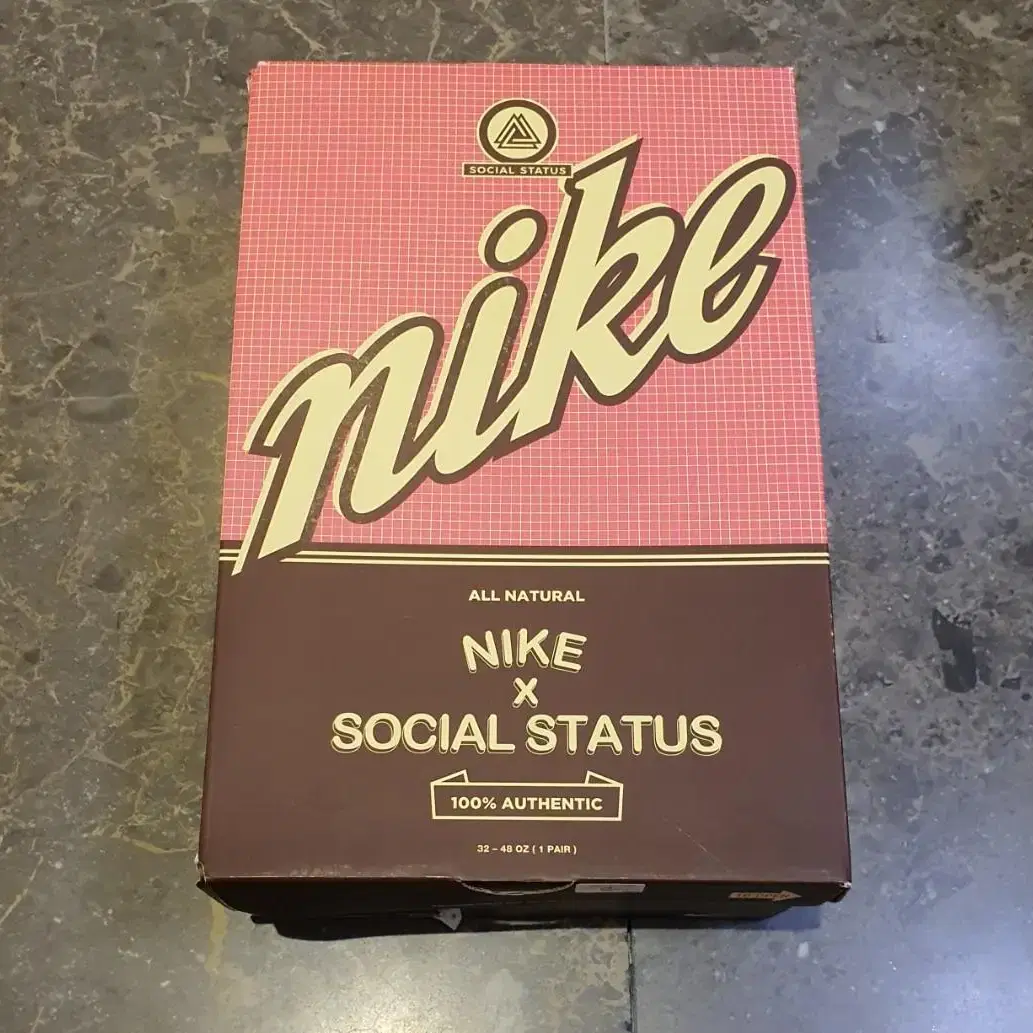 SOCIAL STATUS
nike
ALL NATURAL
NIKE
X
SOCIAL STATUS
100% AUTHENTIC
32 – 48 OZ ( 1 PAIR )